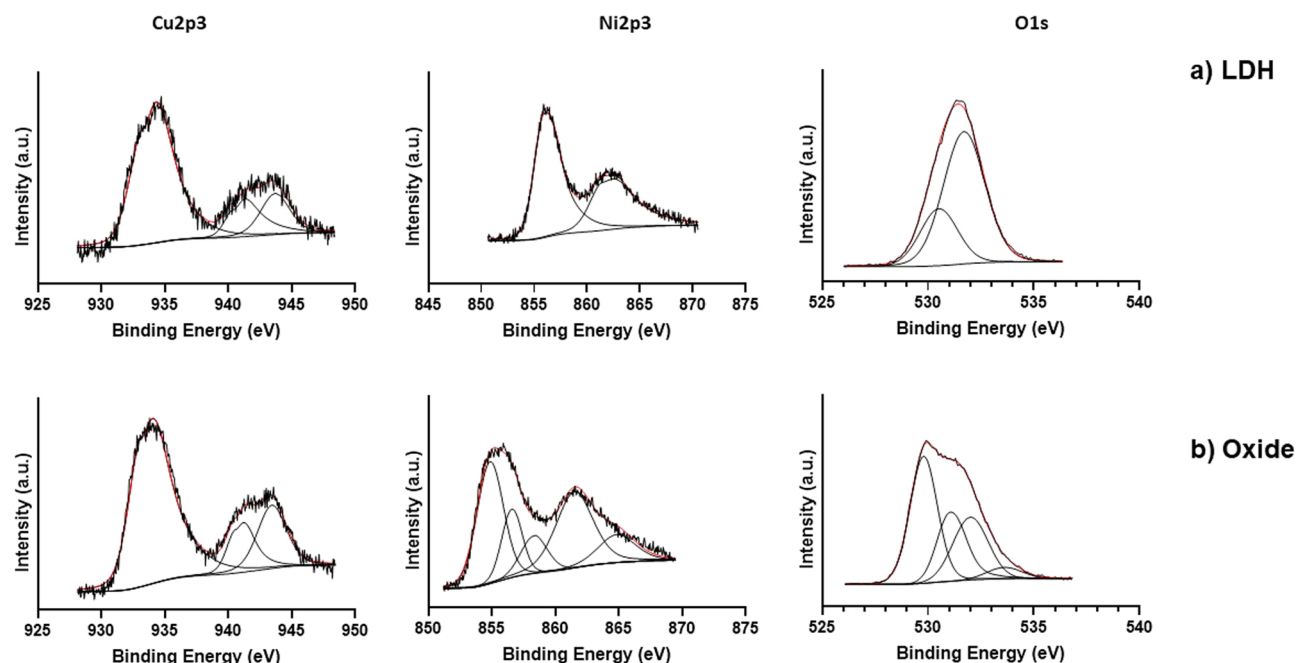 Cu2p3
Ni2p3
O1s
a) LDH
Intensity (a.u.)
925 930 935 940 945 950
Binding Energy (eV)
Intensity (a.u.)
845 850 855 860 865 870 875
Binding Energy (eV)
Intensity (a.u.)
525 530 535 540
Binding Energy (eV)
b) Oxide
Intensity (a.u.)
925 930 935 940 945 950
Binding Energy (eV)
Intensity (a.u.)
850 855 860 865 870 875
Binding Energy (eV)
Intensity (a.u.)
525 530 535 540
Binding Energy (eV)